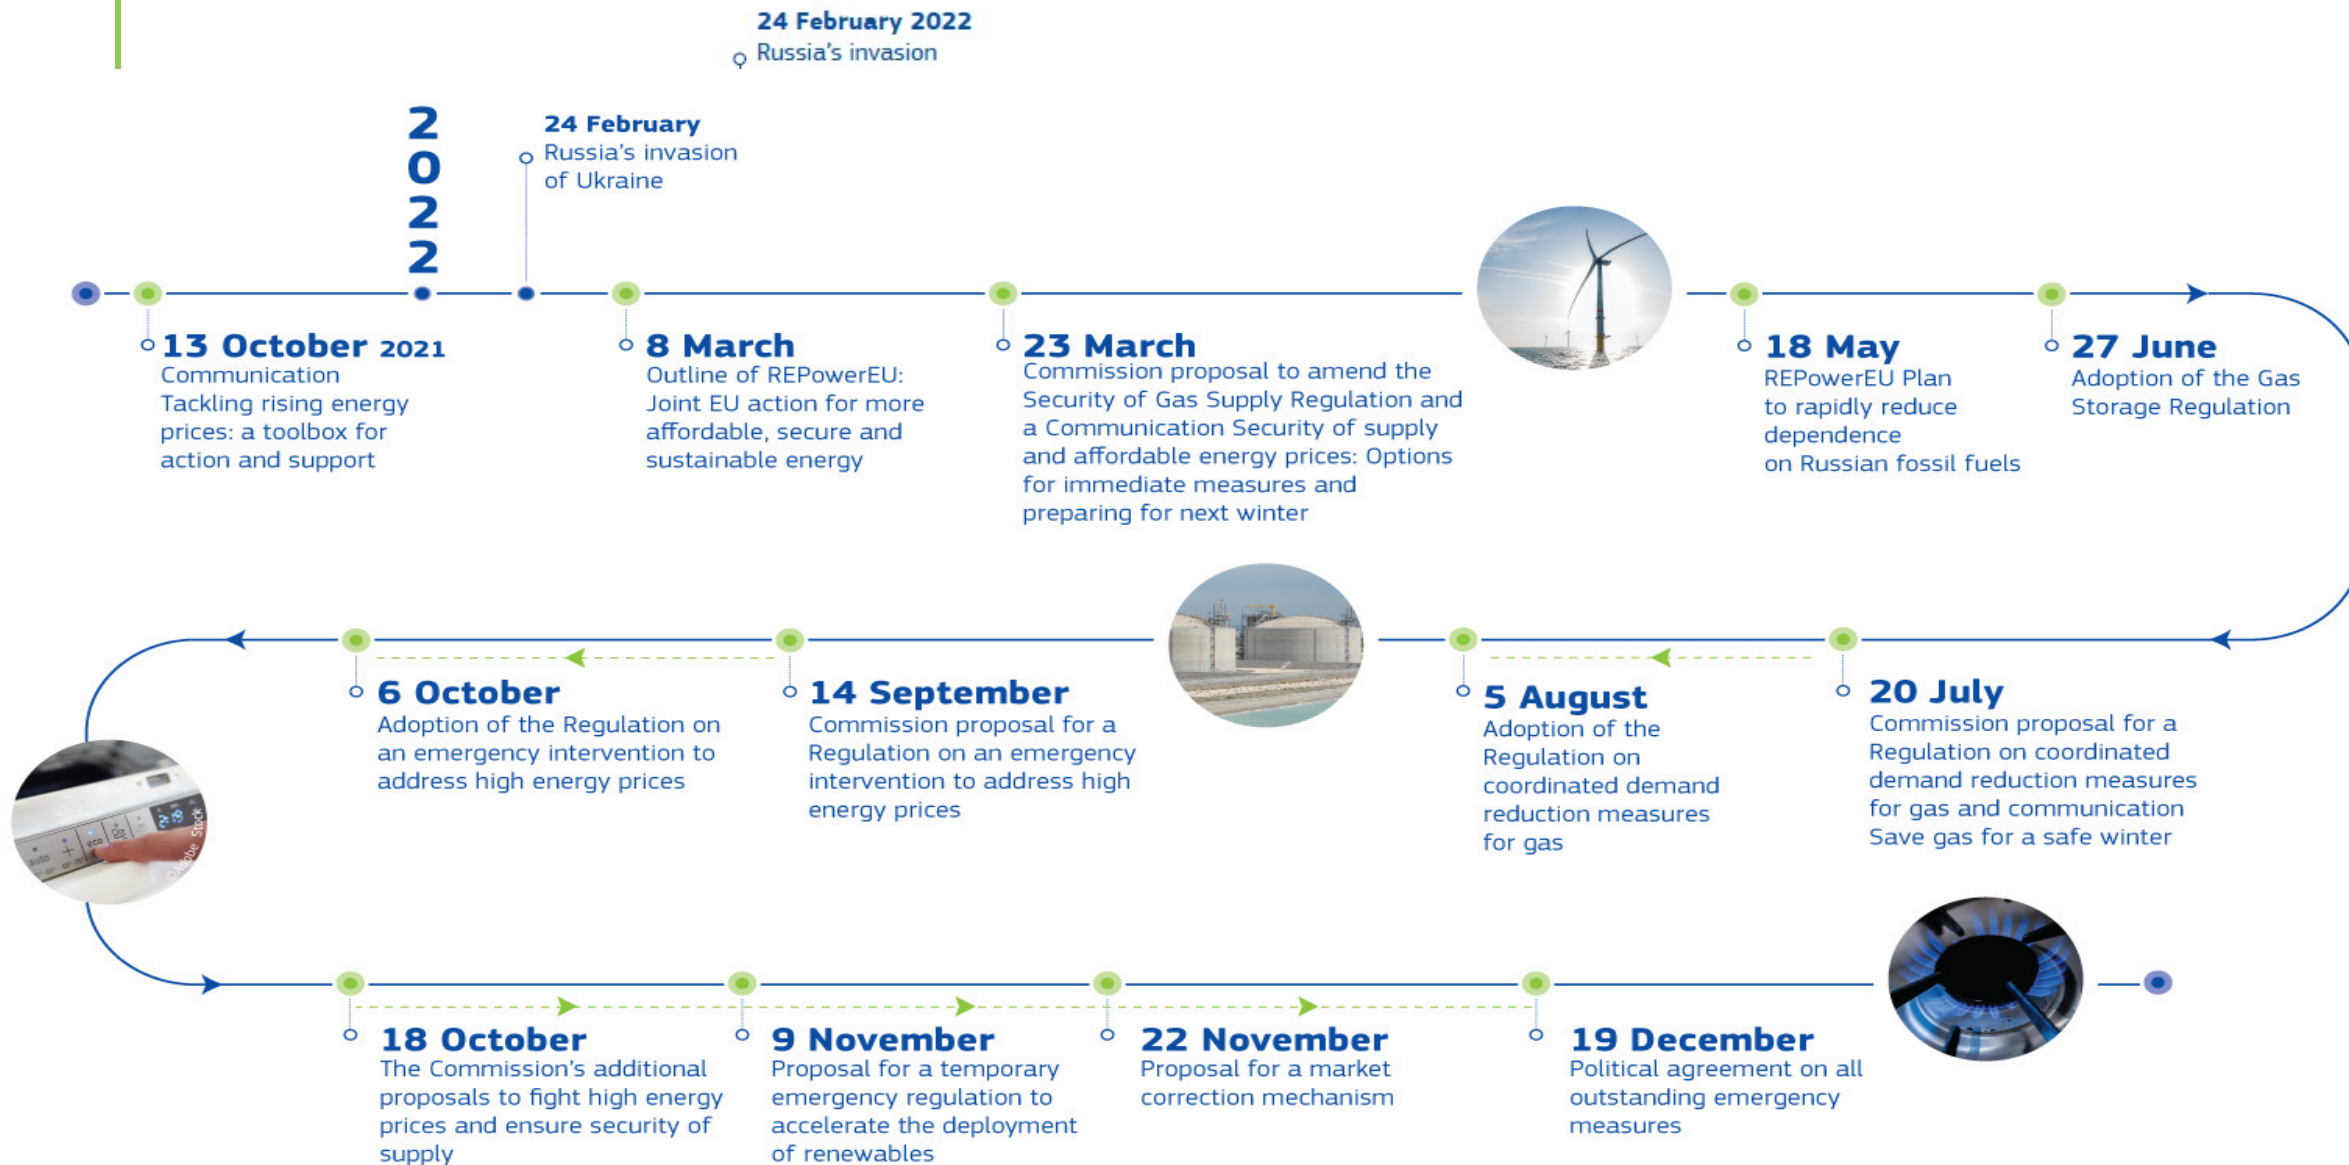 24 February 2022
Russia's invasion
2
0
2
2
24 February
Russia's invasion
of Ukraine
13 October 2021
Communication
Tackling rising energy
prices: a toolbox for
action and support
8 March
Outline of REPowerEU:
Joint EU action for more
affordable, secure and
sustainable energy
23 March
Commission proposal to amend the
Security of Gas Supply Regulation and
a Communication Security of supply
and affordable energy prices: Options
for immediate measures and
preparing for next winter
18 May
REPowerEU Plan
to rapidly reduce
dependence
on Russian fossil fuels
27 June
Adoption of the Gas
Storage Regulation
20 July
Commission proposal for a
Regulation on coordinated
demand reduction measures
for gas and communication
Save gas for a safe winter
5 August
Adoption of the
Regulation on
coordinated demand
reduction measures
for gas
14 September
Commission proposal for a
Regulation on an emergency
intervention to address high
energy prices
6 October
Adoption of the Regulation on
an emergency intervention to
address high energy prices
auto
eco
©Adobe Stock
18 October
The Commission's additional
proposals to fight high energy
prices and ensure security of
supply
9 November
Proposal for a temporary
emergency regulation to
accelerate the deployment
of renewables
22 November
Proposal for a market
correction mechanism
19 December
Political agreement on all
outstanding emergency
measures